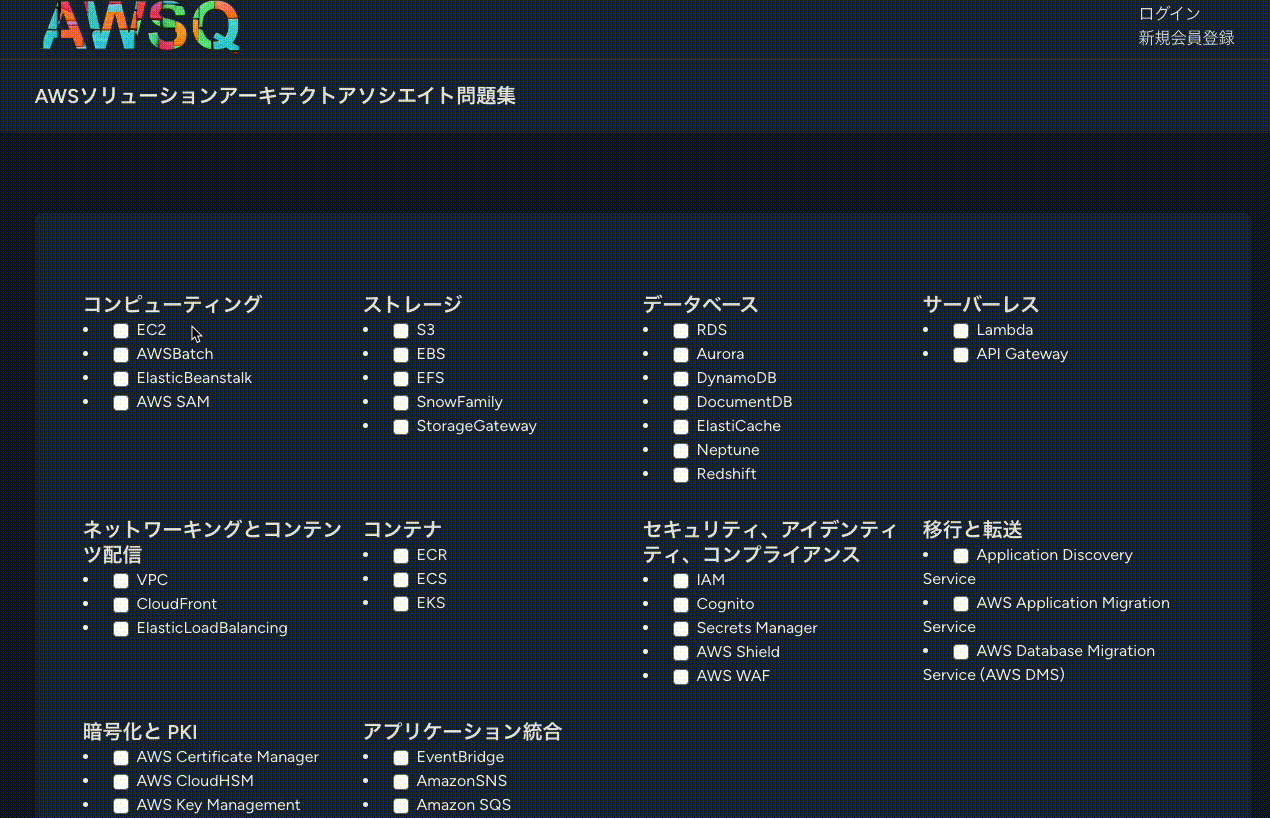 AWSQ
ログイン
新規会員登録
AWSソリューションアーキテクトアソシエイト問題集
コンピューティング
• EC2
• AWSBatch
• ElasticBeanstalk
• AWS SAM
ストレージ
• S3
• EBS
• EFS
• SnowFamily
• StorageGateway
データベース
• RDS
• Aurora
• DynamoDB
• DocumentDB
• ElastiCache
• Neptune
• Redshift
サーバーレス
• Lambda
• API Gateway
ネットワーキングとコンテン
ツ配信
• VPC
• CloudFront
• ElasticLoadBalancing
コンテナ
• ECR
• ECS
• EKS
セキュリティ、アイデンティ
ティ、コンプライアンス
• IAM
• Cognito
• Secrets Manager
• AWS Shield
• AWS WAF
移行と転送
• Application Discovery
Service
• AWS Application Migration
Service
• AWS Database Migration
Service (AWS DMS)
暗号化と PKI
• AWS Certificate Manager
• AWS CloudHSM
• AWS Key Management
アプリケーション統合
• EventBridge
• AmazonSNS
• Amazon SQS